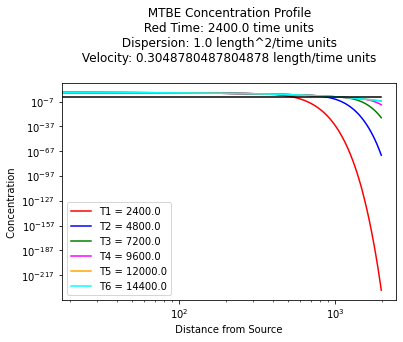 MTBE Concentration Profile
Red Time: 2400.0 time units
Dispersion: 1.0 length^2/time units
Velocity: 0.3048780487804878 length/time units
Concentration
10^-7
10^-37
10^-67
10^-97
10^-127
10^-157
10^-187
10^-217
T1 = 2400.0
T2 = 4800.0
T3 = 7200.0
T4 = 9600.0
T5 = 12000.0
T6 = 14400.0
10^2
10^3
Distance from Source